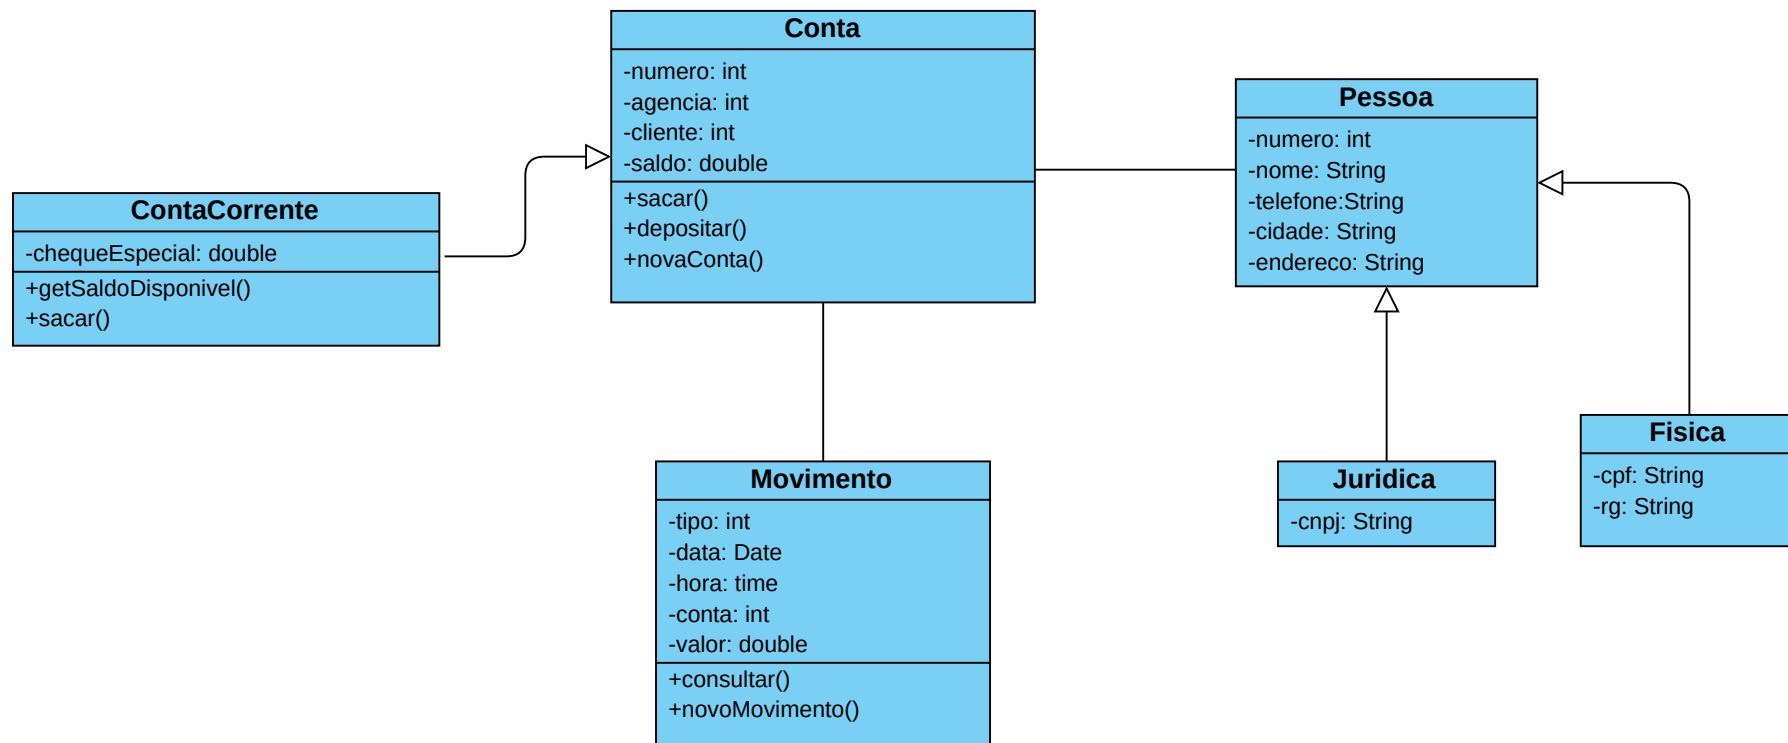 Conta
-numero: int
-agencia: int
-cliente: int
-saldo: double
+sacar()
+depositar()
+novaConta()
Pessoa
-numero: int
-nome: String
-telefone:String
-cidade: String
-endereco: String
ContaCorrente
-chequeEspecial: double
+getSaldoDisponivel()
+sacar()
Movimento
-tipo: int
-data: Date
-hora: time
-conta: int
-valor: double
+consultar()
+novoMovimento()
Juridica
-cnpj: String
Fisica
-cpf: String
-rg: String